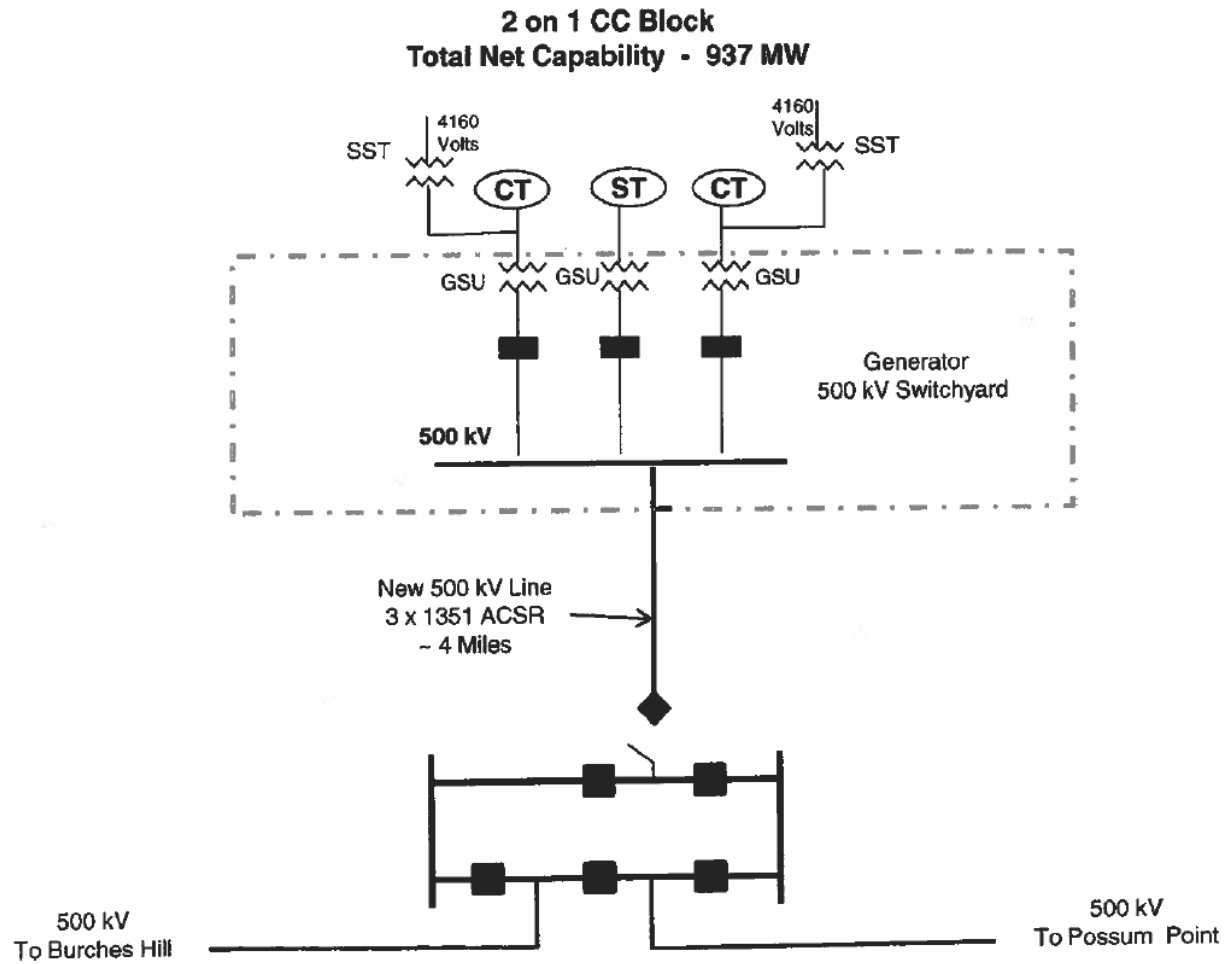 2 on 1 CC Block
Total Net Capability - 937 MW
4160
Volts
SST
4160
Volts
SST
CT
ST
CT
GSU
GSU
GSU
Generator
500 kV Switchyard
500 kV
New 500 kV Line
3 x 1351 ACSR
~ 4 Miles
500 kV
To Burches Hill
500 kV
To Possum Point